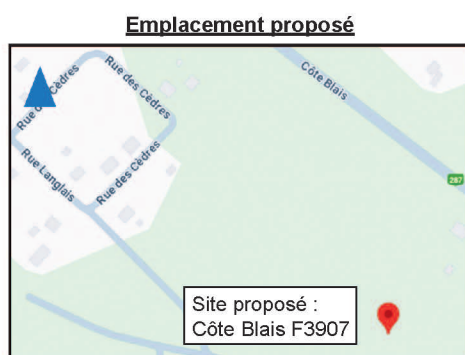 Emplacement proposé
Rue des Cèdres
Rue des Cèdres
Côte Blais
Rue Langlais
Rue des Cèdres
267
Site proposé :
Côte Blais F3907